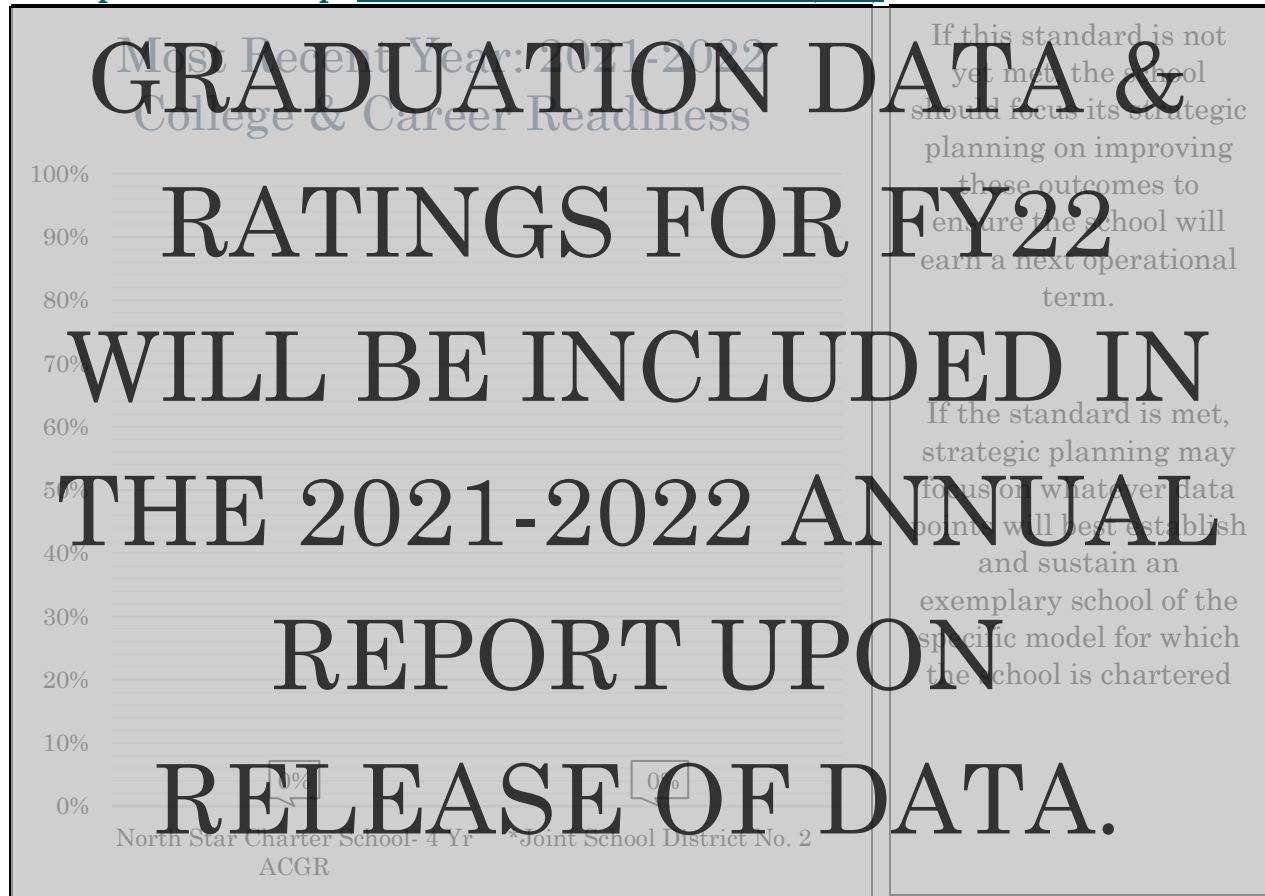 Most Recent Year: 2021-2022
College & Career Readiness
100%
90%
80%
70%
60%
50%
40%
30%
20%
10%
0%
0%
0%
North Star Charter School- 4 Yr
ACGR
*Joint School District No. 2
If this standard is not
yet met, the school
should focus its strategic
planning on improving
these outcomes to
ensure the school will
earn a next operational
term.
If the standard is met,
strategic planning may
focus on whatever data
points will best establish
and sustain an
exemplary school of the
specific model for which
the school is chartered
GRADUATION DATA &
RATINGS FOR FY22
WILL BE INCLUDED IN
THE 2021-2022 ANNUAL
REPORT UPON
RELEASE OF DATA.